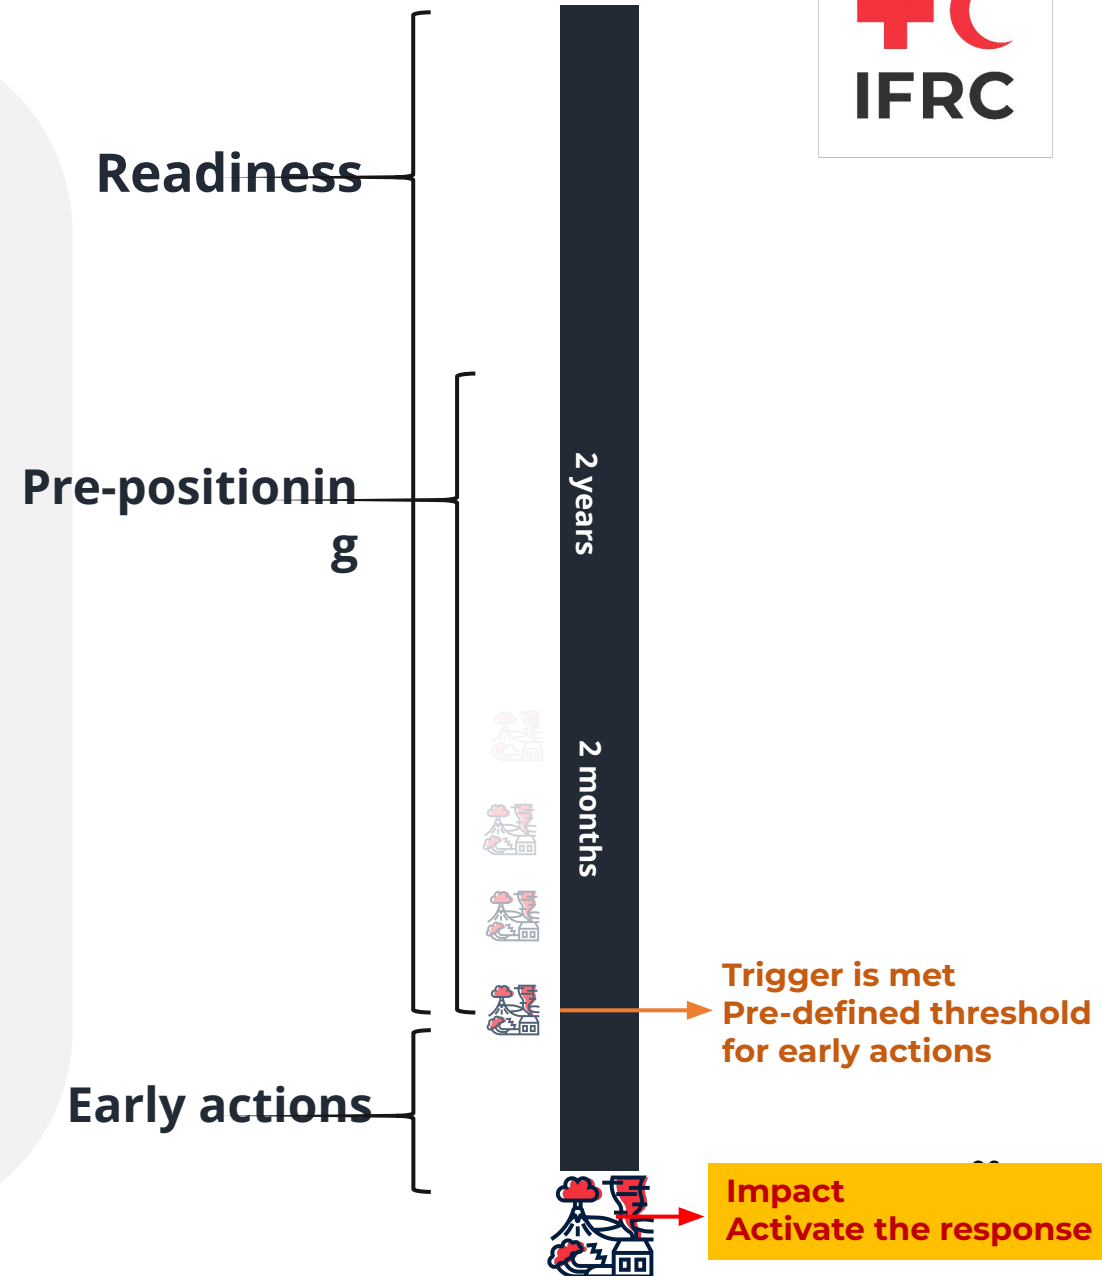 IFRC
Readiness
Pre-positionin
g
2 years
2 months
Trigger is met
Pre-defined threshold
for early actions
Early actions
Impact
Activate the response